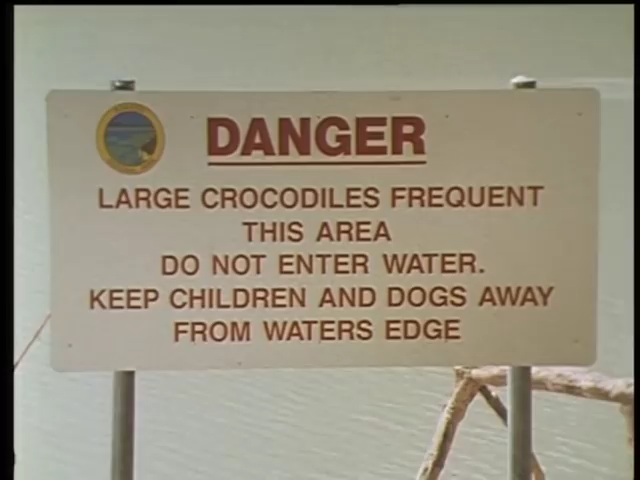 DANGER
LARGE CROCODILES FREQUENT
THIS AREA
DO NOT ENTER WATER.
KEEP CHILDREN AND DOGS AWAY
FROM WATERS EDGE